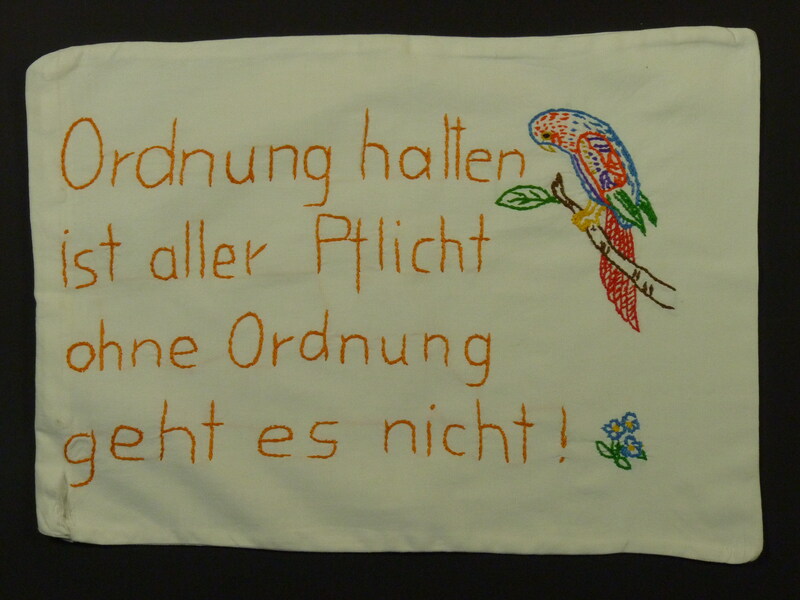 Ordnung halten
ist aller Pflicht
ohne Ordnung
geht es nicht!